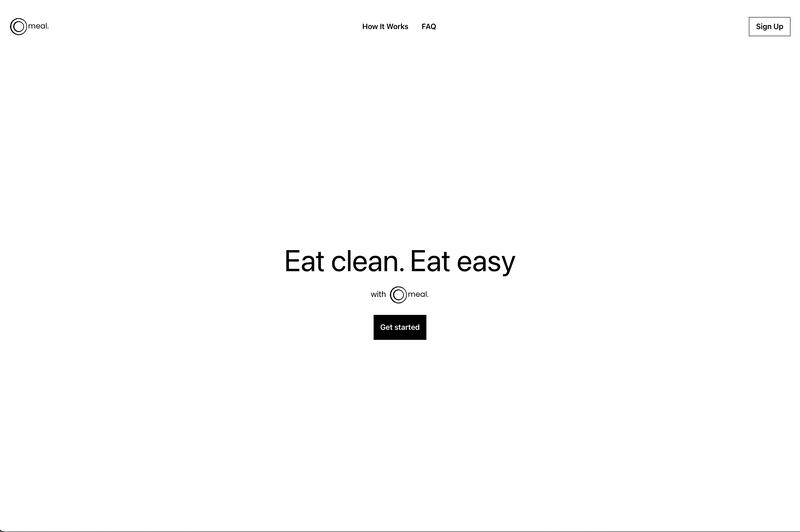 meal.
How It Works
FAQ
Sign Up
Eat clean. Eat easy
with meal.
Get started